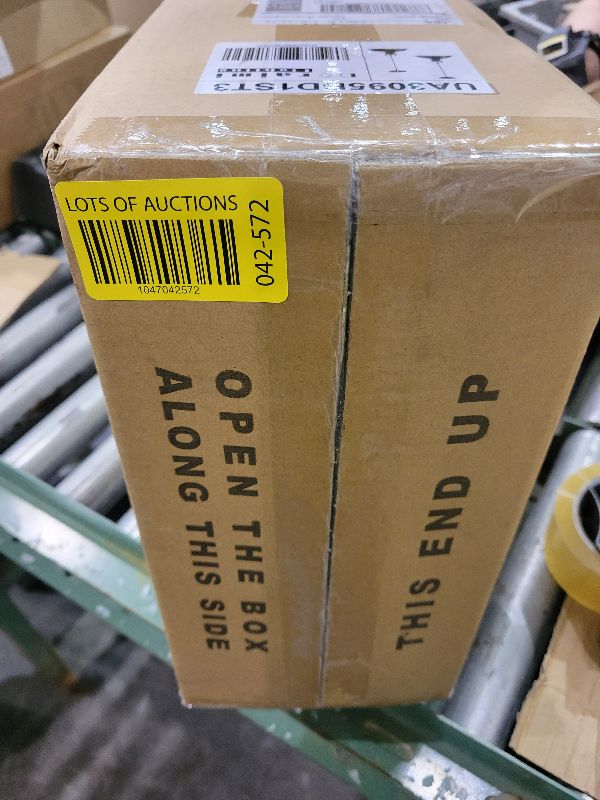 UA3095BD1ST3
LOTS OF AUCTIONS
1047042572
042-572
OPEN THE BOX
ALONG THIS SIDE
THIS END UP